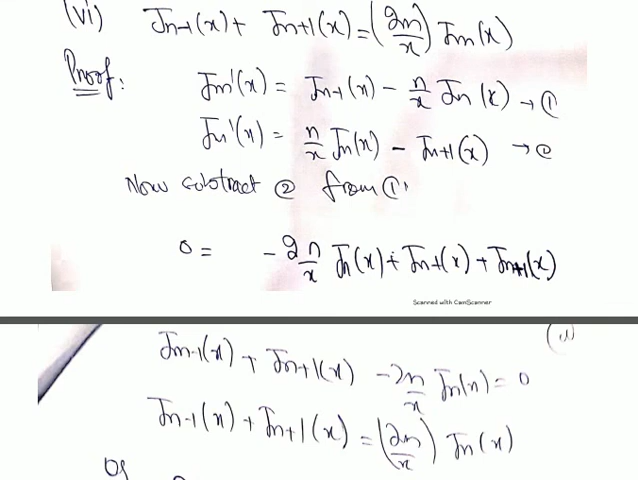 (vi) Jn-1(x) + Jn+1(x) = (2n/x) Jn(x)
Proof:
Jn'(x) = Jn-1(x) - n/x Jn(x) → ①
Jn'(x) = n/x Jn(x) - Jn+1(x) → ②
Now subtract ② from ①
0 = - 2n/x Jn(x) + Jn-1(x) + Jn+1(x)
Scanned with CamScanner
Jn-1(x) + Jn+1(x) - 2n/x Jn(x) = 0
Jn-1(x) + Jn+1(x) = (2n/x) Jn(x)